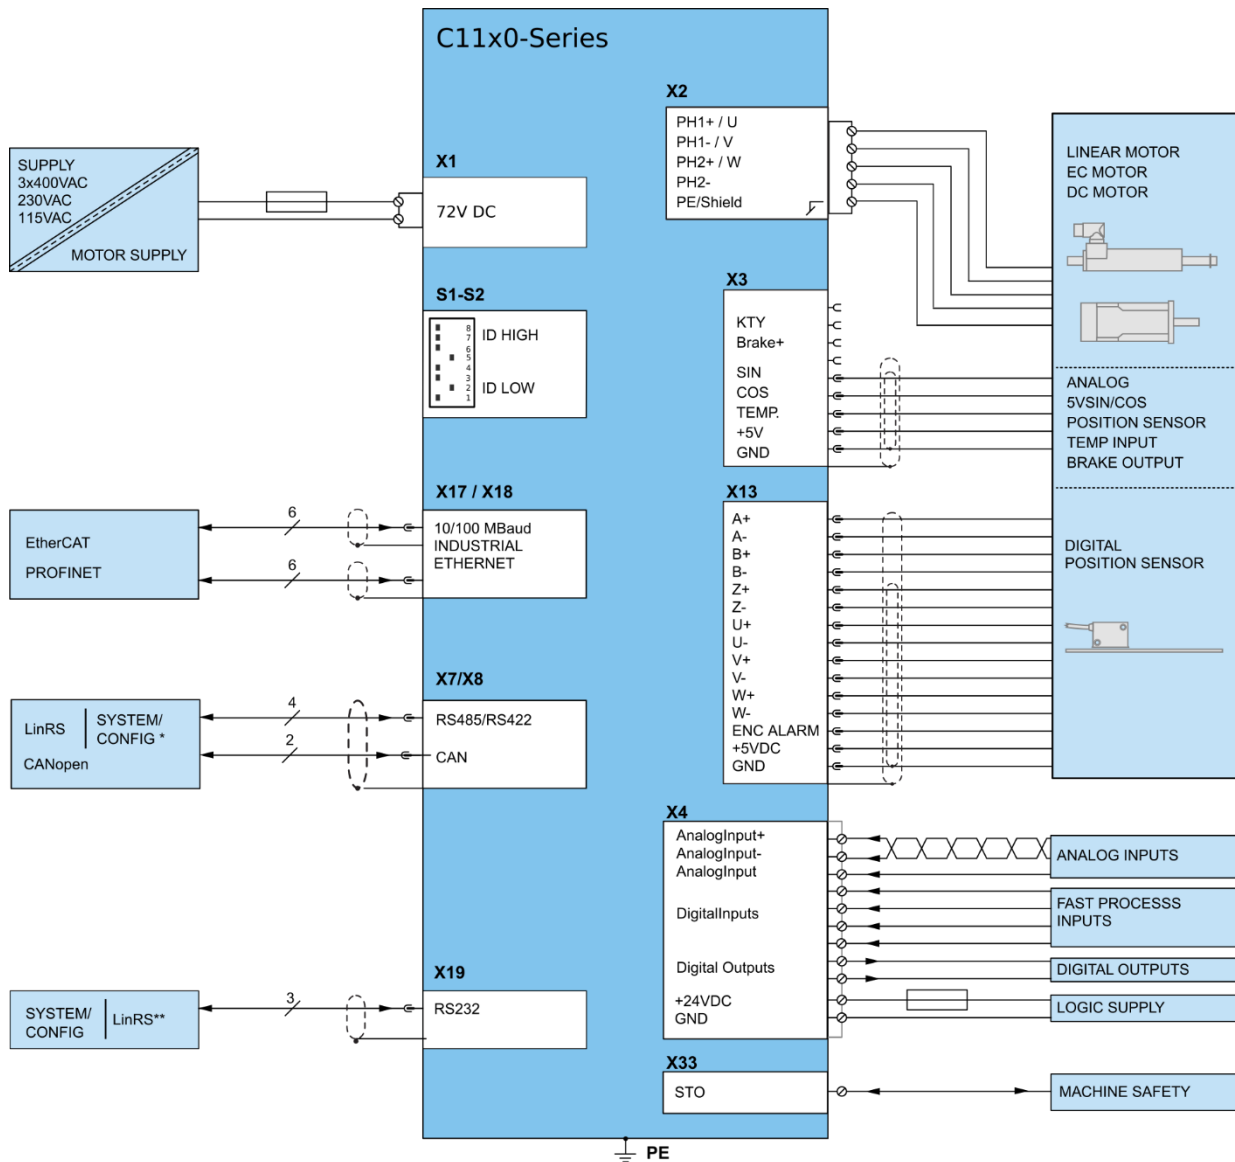 C11x0-Series
SUPPLY
3x400VAC
230VAC
115VAC
MOTOR SUPPLY
X1
72V DC
S1-S2
8
7
6
5
4
3
2
1
ID HIGH
ID LOW
X17 / X18
10/100 MBaud
INDUSTRIAL
ETHERNET
6
6
EtherCAT
PROFINET
X7/X8
RS485/RS422
CAN
4
2
LinRS
SYSTEM/
CONFIG *
CANopen
X19
RS232
3
SYSTEM/
CONFIG
LinRS**
X2
PH1+ / U
PH1- / V
PH2+ / W
PH2-
PE/Shield
X3
KTY
Brake+
SIN
COS
TEMP.
+5V
GND
X13
A+
A-
B+
B-
Z+
Z-
U+
U-
V+
V-
W+
W-
ENC ALARM
+5VDC
GND
X4
AnalogInput+
AnalogInput-
AnalogInput
DigitalInputs
Digital Outputs
+24VDC
GND
X33
STO
LINEAR MOTOR
EC MOTOR
DC MOTOR
ANALOG
5VSIN/COS
POSITION SENSOR
TEMP INPUT
BRAKE OUTPUT
DIGITAL
POSITION SENSOR
ANALOG INPUTS
FAST PROCESSS
INPUTS
DIGITAL OUTPUTS
LOGIC SUPPLY
MACHINE SAFETY
PE